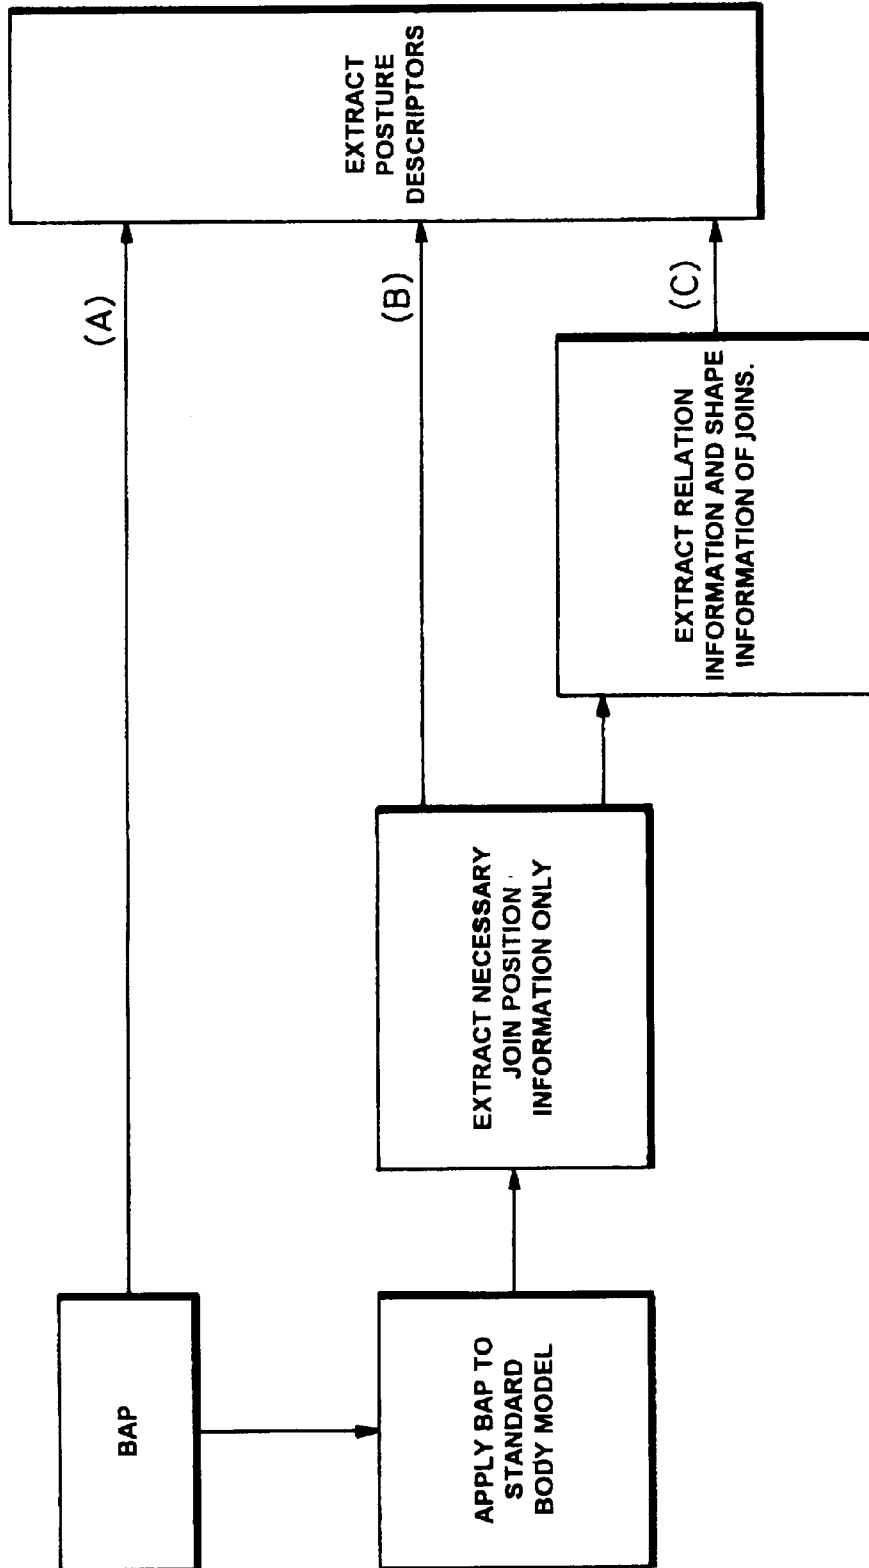 BAP
APPLY BAP TO
STANDARD
BODY MODEL
EXTRACT NECESSARY
JOIN POSITION
INFORMATION ONLY
EXTRACT RELATION
INFORMATION AND SHAPE
INFORMATION OF JOINS.
(A)
(B)
(C)
EXTRACT
POSTURE
DESCRIPTORS